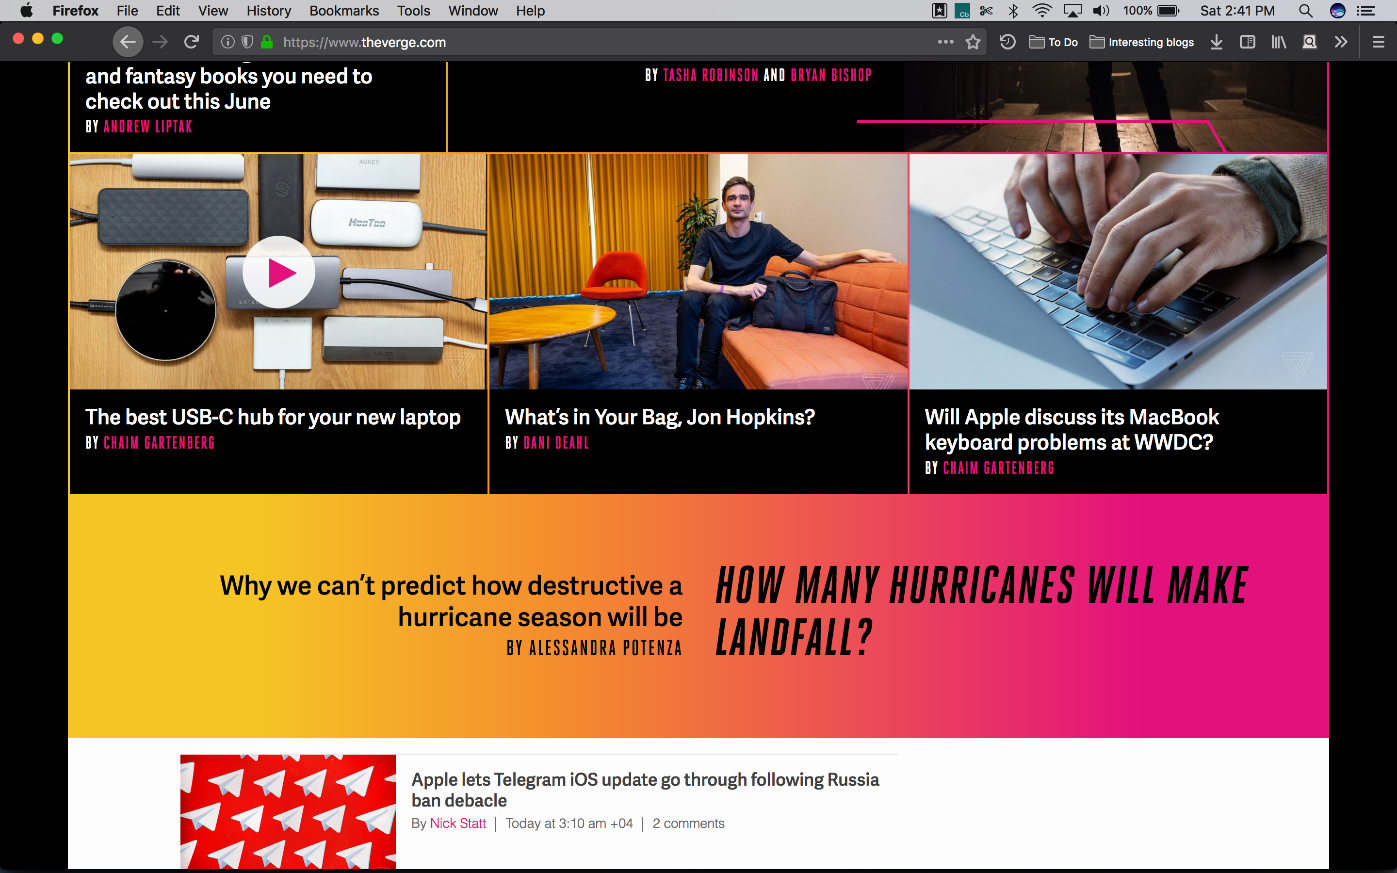 Firefox File Edit View History Bookmarks Tools Window Help
100% Sat 2:41 PM
https://www.theverge.com
To Do Interesting blogs
and fantasy books you need to
check out this June
BY ANDREW LIPTAK
BY TASHA ROBINSON AND BRYAN BISHOP
AUKEY
HooToo
The best USB-C hub for your new laptop
BY CHAIM GARTENBERG
What's in Your Bag, Jon Hopkins?
BY DANI DEAHL
Will Apple discuss its MacBook
keyboard problems at WWDC?
BY CHAIM GARTENBERG
Why we can't predict how destructive a
hurricane season will be
BY ALESSANDRA POTENZA
HOW MANY HURRICANES WILL MAKE
LANDFALL?
Apple lets Telegram iOS update go through following Russia
ban debacle
By Nick Statt | Today at 3:10 am +04 | 2 comments